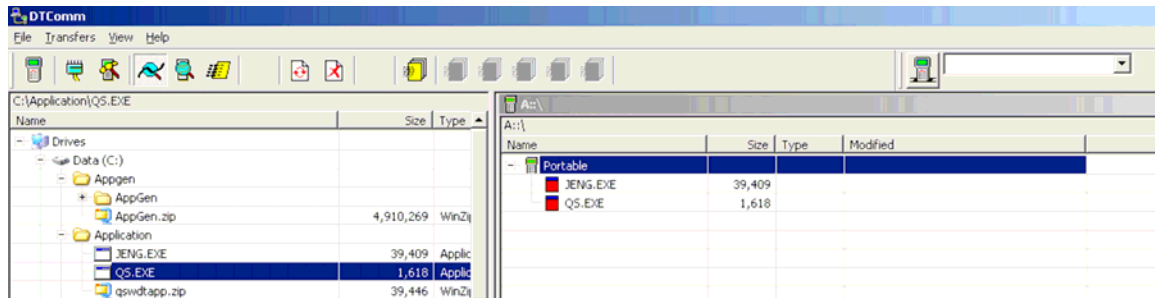 DTComm
File Transfers View Help
C:\Application\QS.EXE
Name Size Type
Drives
Data (C:)
Appgen
AppGen
AppGen.zip 4,910,269 WinZip
Application
JENG.EXE 39,409 Applic
QS.EXE 1,618 Applic
qswdtapp.zip 39,446 WinZip
A::\
A::\
Name Size Type Modified
Portable
JENG.EXE 39,409
QS.EXE 1,618